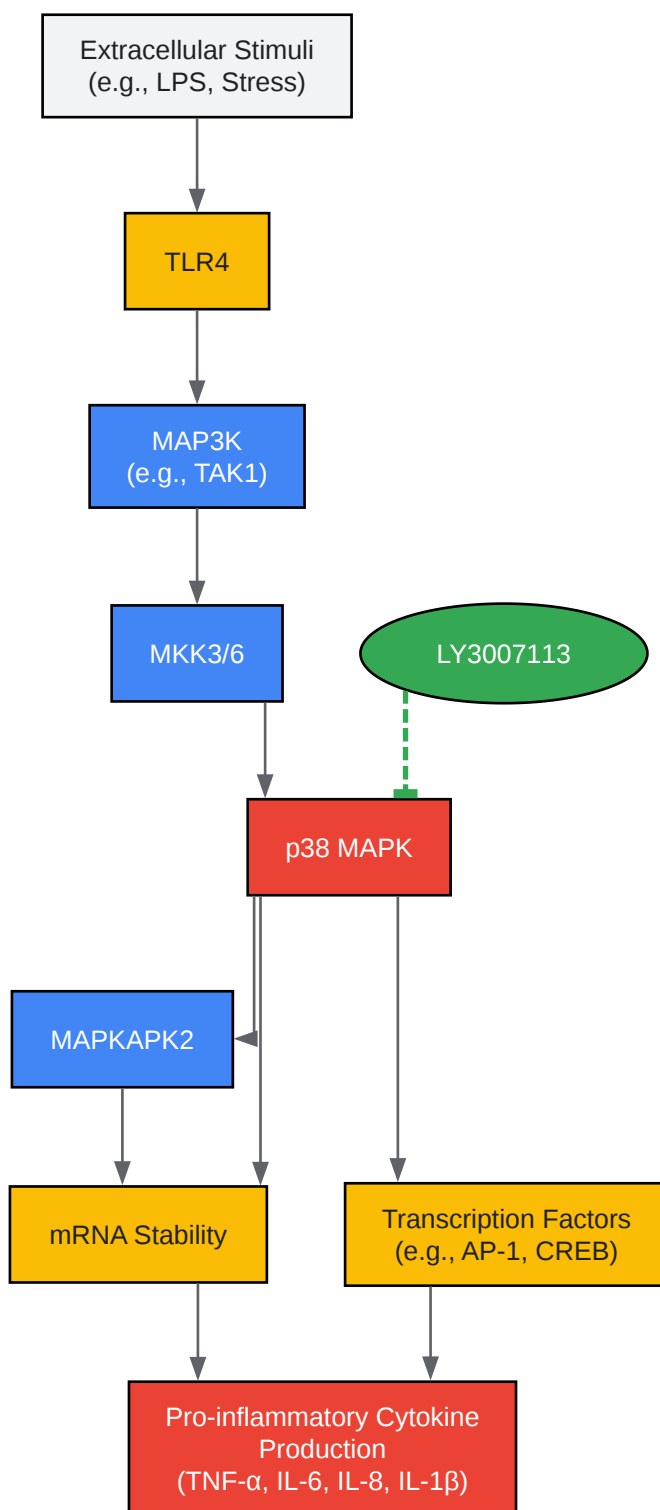 Extracellular Stimuli
(e.g., LPS, Stress)
TLR4
MAP3K
(e.g., TAK1)
MKK3/6
LY3007113
p38 MAPK
MAPKAPK2
mRNA Stability
Transcription Factors
(e.g., AP-1, CREB)
Pro-inflammatory Cytokine
Production
(TNF-α, IL-6, IL-8, IL-1β)